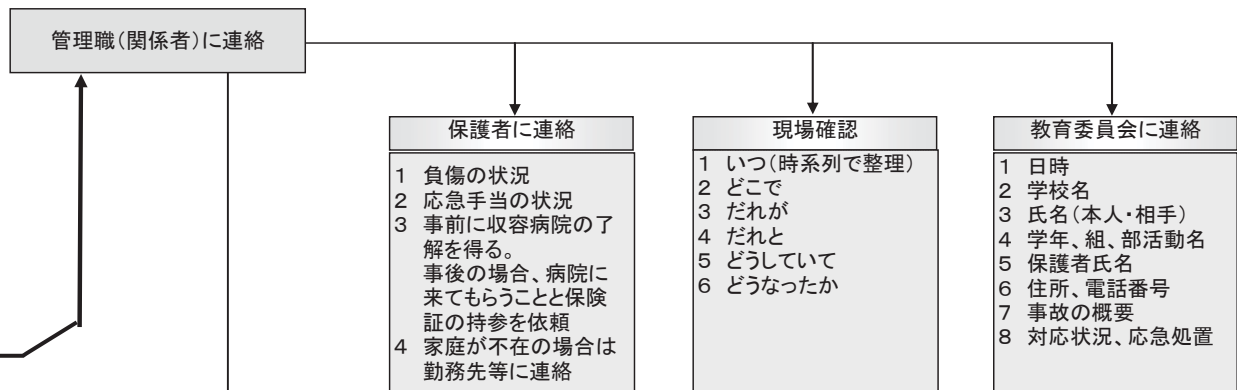 管理職(関係者)に連絡
保護者に連絡
1 負傷の状況
2 応急手当の状況
3 事前に収容病院の了
解を得る。
事後の場合、病院に
来てもらうことと保険
証の持参を依頼
4 家庭が不在の場合は
勤務先等に連絡
現場確認
1 いつ(時系列で整理)
2 どこで
3 だれが
4 だれと
5 どうしていて
6 どうなったか
教育委員会に連絡
1 日時
2 学校名
3 氏名(本人・相手)
4 学年、組、部活動名
5 保護者氏名
6 住所、電話番号
7 事故の概要
8 対応状況、応急処置